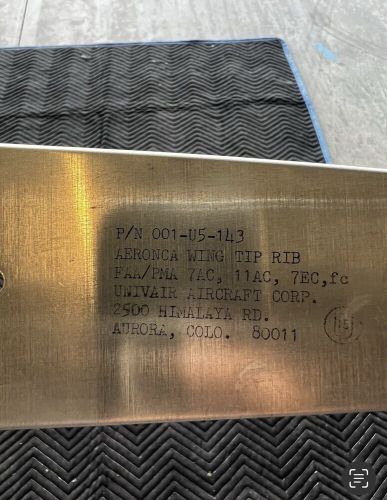 P/N 001-U5-143
AERONCA WING TIP RIB
FAA/PMA 7AC, 11AC, 7EC,fc
UNIVAIR AIRCRAFT CORP.
2500 HIMALAYA RD.
AURORA, COLO. 80011